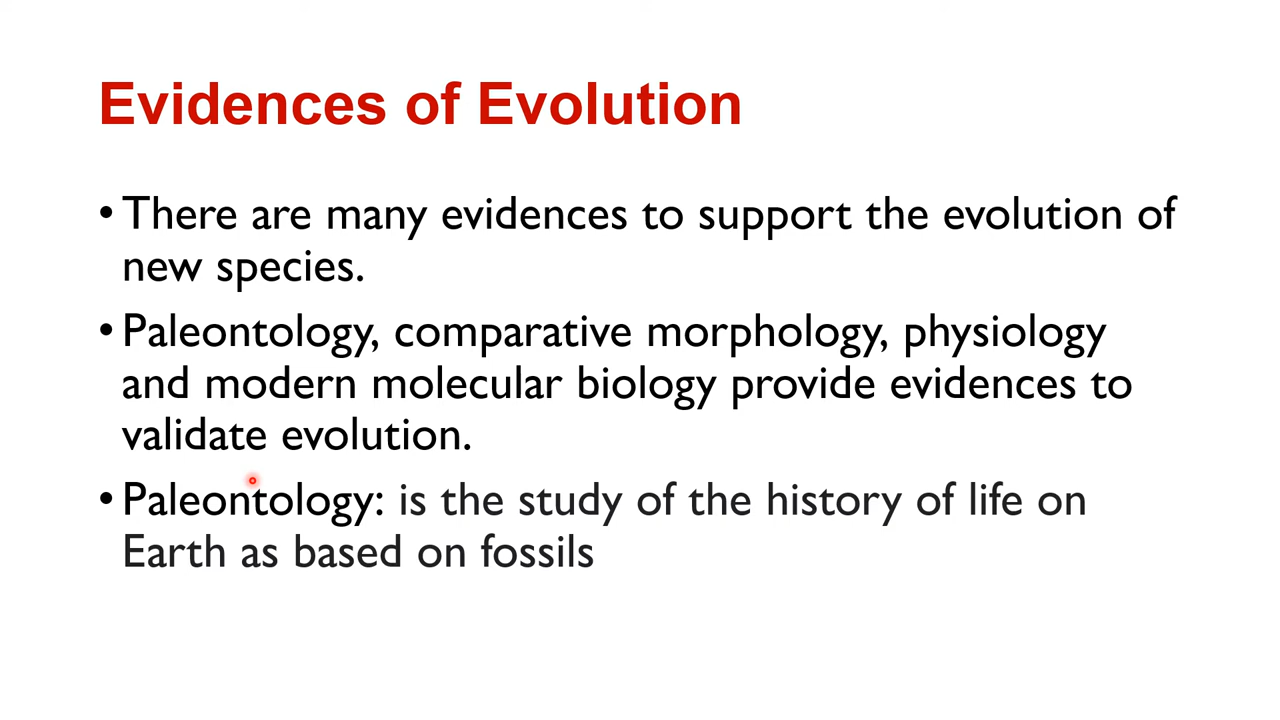 Evidences of Evolution
• There are many evidences to support the evolution of
new species.
• Paleontology, comparative morphology, physiology
and modern molecular biology provide evidences to
validate evolution.
• Paleontology: is the study of the history of life on
Earth as based on fossils